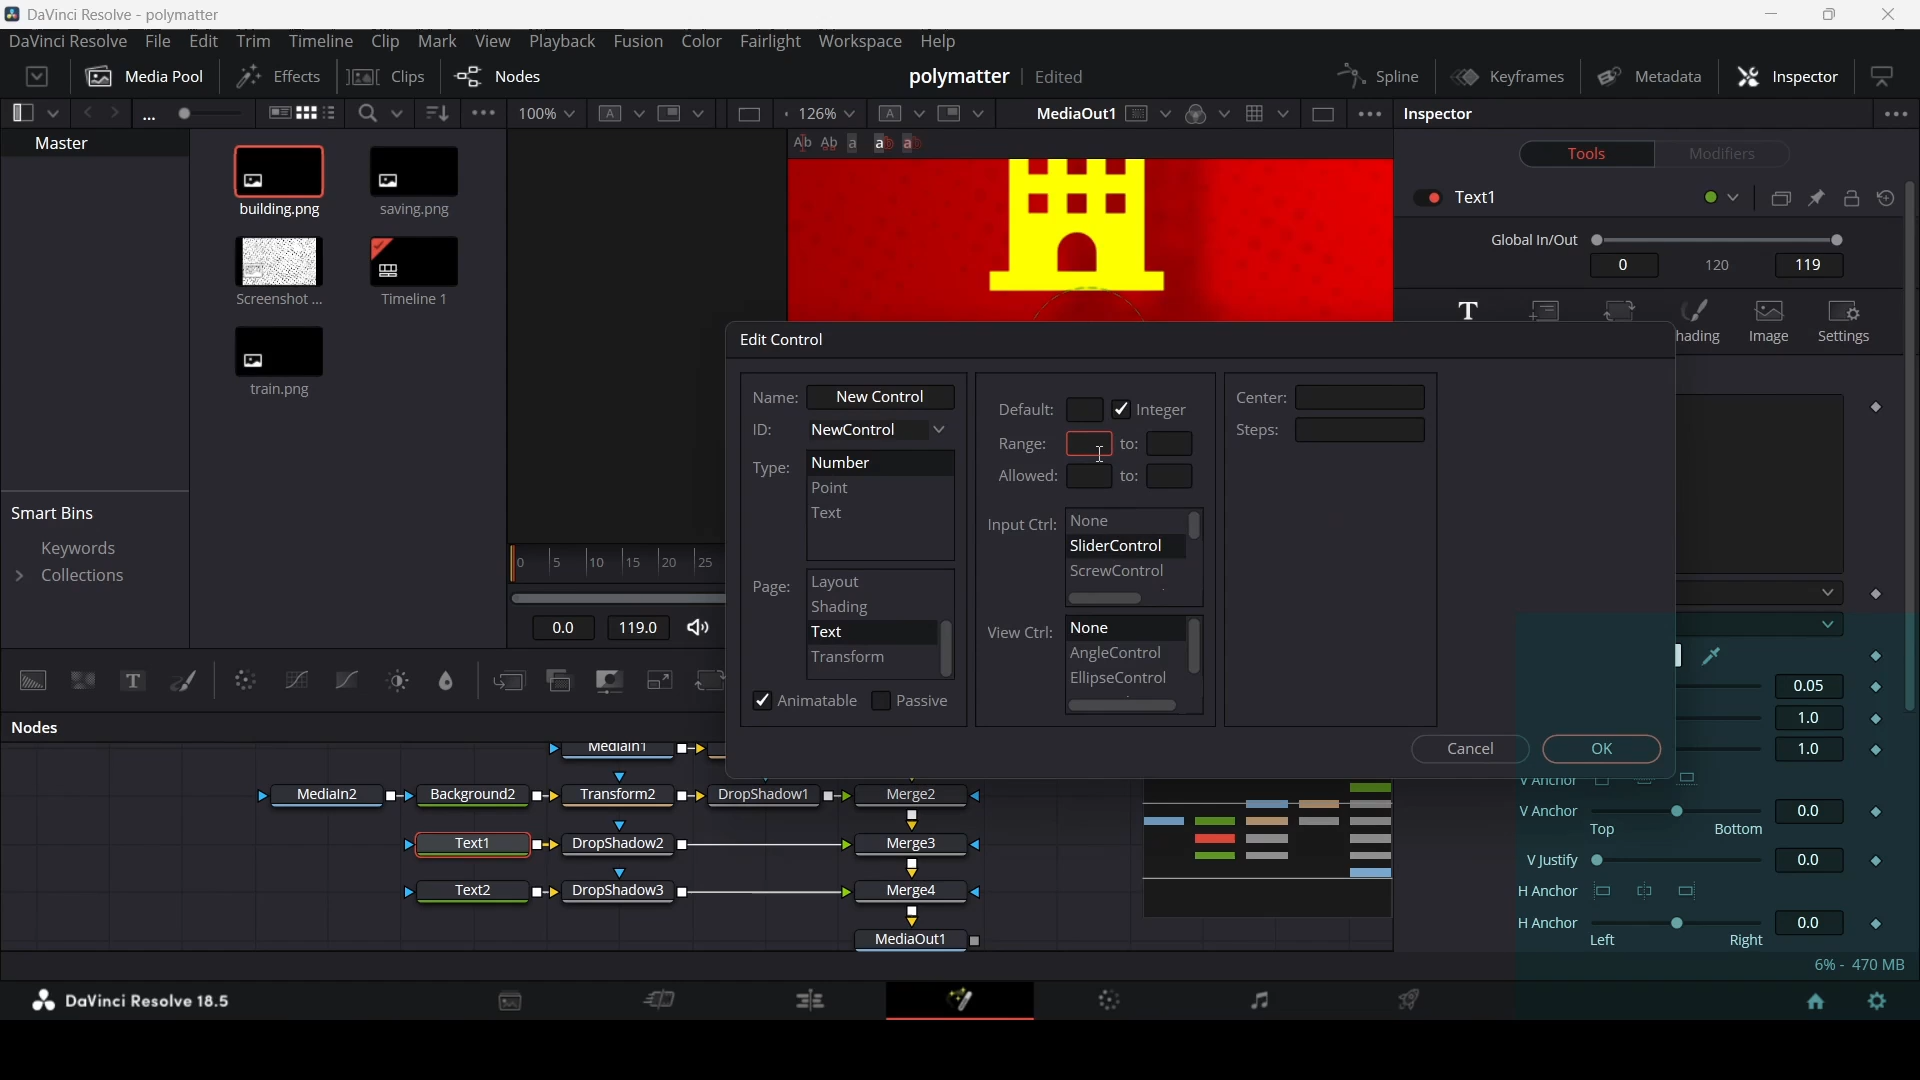 DaVinci Resolve - polymatter
DaVinci Resolve File Edit Trim Timeline Clip Mark View Playback Fusion Color Fairlight Workspace Help
Media Pool Effects Clips Nodes polymatter Edited Spline Keyframes Metadata Inspector
... 100% A 126% A MediaOut1 Inspector
Master
Tools Modifiers
building.png saving.png
Text1
Global In/Out
0 120 119
Screenshot ... Timeline 1
T hading Image Settings
train.png
Edit Control
Name: New Control
ID: NewControl
Type: Number
Point
Text
Page: Layout
Shading
Text
Transform
Animatable Passive
Default: Integer
Range: to:
Allowed: to:
Input Ctrl: None
SliderControl
ScrewControl
View Ctrl: None
AngleControl
EllipseControl
Center:
Steps:
Cancel OK
Smart Bins
Keywords
Collections
0 5 10 15 20 25
0.0 119.0
0.05
1.0
1.0
V Anchor
V Anchor 0.0
Top Bottom
V Justify 0.0
H Anchor
H Anchor 0.0
Left Right
Nodes
MediaIn1
MediaIn2 Background2 Transform2 DropShadow1 Merge2
Text1 DropShadow2 Merge3
Text2 DropShadow3 Merge4
MediaOut1
6% - 470 MB
DaVinci Resolve 18.5